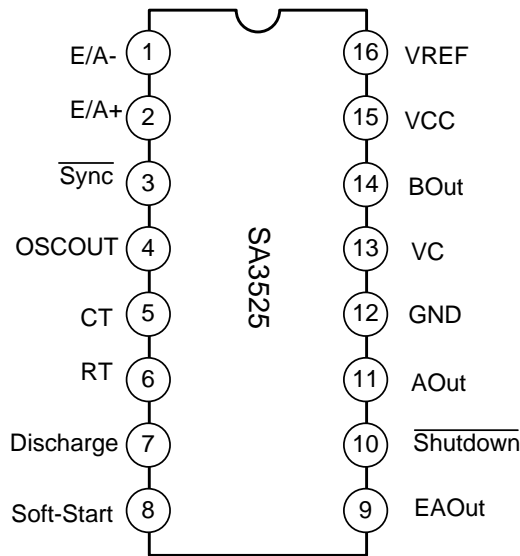 E/A- 1 16 VREF
E/A+ 2 15 VCC
Sync 3 14 BOut
OSCOUT 4 13 VC
SA3525
CT 5 12 GND
RT 6 11 AOut
Discharge 7 10 Shutdown
Soft-Start 8 9 EAOut